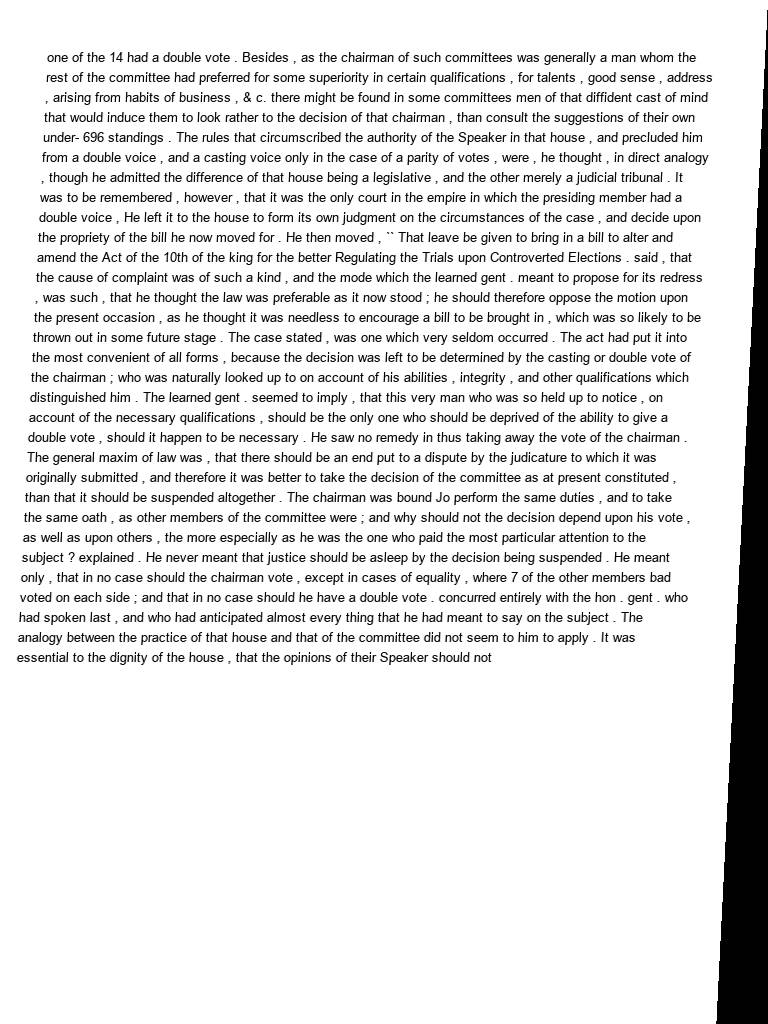 one of the 14 had a double vote . Besides , as the chairman of such committees was generally a man whom the
rest of the committee had preferred for some superiority in certain qualifications , for talents , good sense , address
, arising from habits of business , & c. there might be found in some committees men of that diffident cast of mind
that would induce them to look rather to the decision of that chairman , than consult the suggestions of their own
under- 696 standings . The rules that circumscribed the authority of the Speaker in that house , and precluded him
from a double voice , and a casting voice only in the case of a parity of votes , were , he thought , in direct analogy
, though he admitted the difference of that house being a legislative , and the other merely a judicial tribunal . It
was to be remembered , however , that it was the only court in the empire in which the presiding member had a
double voice , He left it to the house to form its own judgment on the circumstances of the case , and decide upon
the propriety of the bill he now moved for . He then moved , `` That leave be given to bring in a bill to alter and
amend the Act of the 10th of the king for the better Regulating the Trials upon Controverted Elections . said , that
the cause of complaint was of such a kind , and the mode which the learned gent . meant to propose for its redress
, was such , that he thought the law was preferable as it now stood ; he should therefore oppose the motion upon
the present occasion , as he thought it was needless to encourage a bill to be brought in , which was so likely to be
thrown out in some future stage . The case stated , was one which very seldom occurred . The act had put it into
the most convenient of all forms , because the decision was left to be determined by the casting or double vote of
the chairman ; who was naturally looked up to on account of his abilities , integrity , and other qualifications which
distinguished him . The learned gent . seemed to imply , that this very man who was so held up to notice , on
account of the necessary qualifications , should be the only one who should be deprived of the ability to give a
double vote , should it happen to be necessary . He saw no remedy in thus taking away the vote of the chairman .
The general maxim of law was , that there should be an end put to a dispute by the judicature to which it was
originally submitted , and therefore it was better to take the decision of the committee as at present constituted ,
than that it should be suspended altogether . The chairman was bound Jo perform the same duties , and to take
the same oath , as other members of the committee were ; and why should not the decision depend upon his vote ,
as well as upon others , the more especially as he was the one who paid the most particular attention to the
subject ? explained . He never meant that justice should be asleep by the decision being suspended . He meant
only , that in no case should the chairman vote , except in cases of equality , where 7 of the other members bad
voted on each side ; and that in no case should he have a double vote . concurred entirely with the hon . gent . who
had spoken last , and who had anticipated almost every thing that he had meant to say on the subject . The
analogy between the practice of that house and that of the committee did not seem to him to apply . It was
essential to the dignity of the house , that the opinions of their Speaker should not